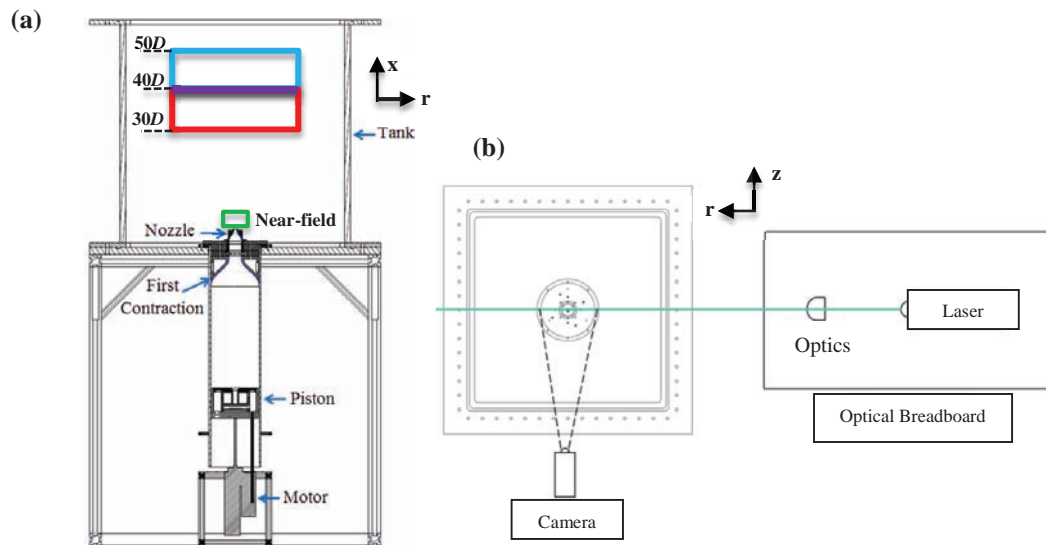 (a)
50D
40D
30D
x
r
Tank
Near-field
Nozzle
First
Contraction
Piston
Motor
(b)
z
r
Laser
Optics
Optical Breadboard
Camera